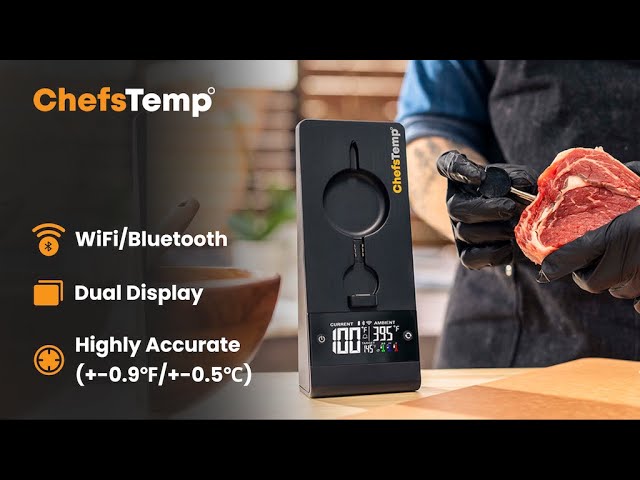 ChefsTemp°
WiFi/Bluetooth
Dual Display
Highly Accurate
(+-0.9℉/+-0.5℃)
ChefsTemp
CURRENT
AMBIENT
100°F
395°F
145